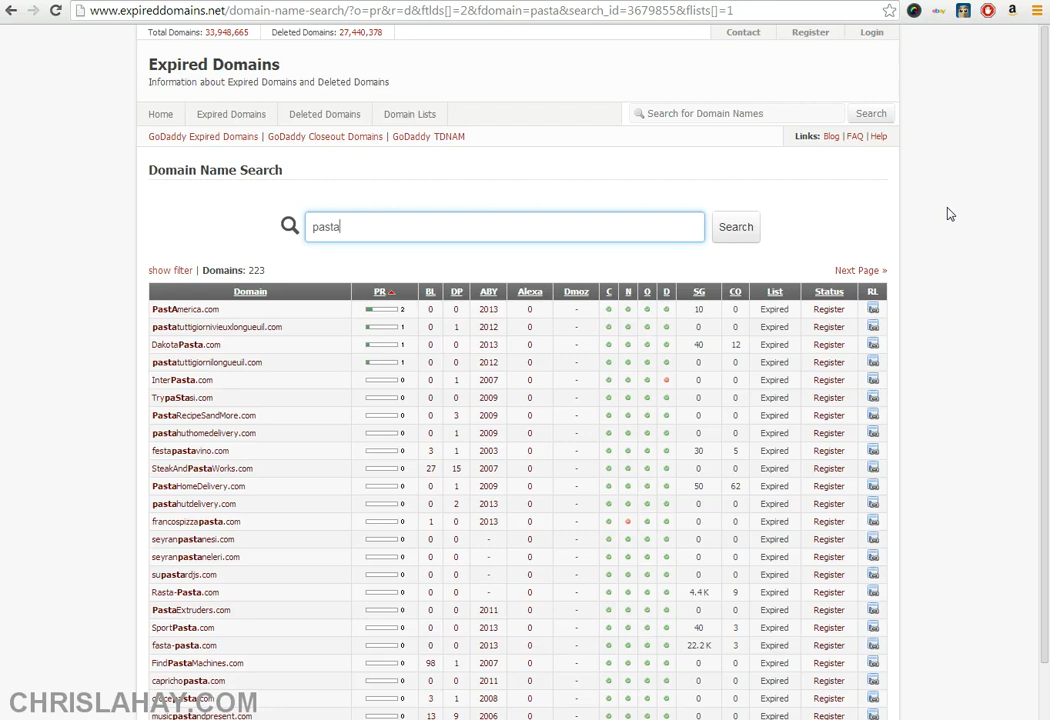 www.expireddomains.net/domain-name-search/?o=pr&r=d&ftlds[]=2&fdomain=pasta&search_id=3679855&flists[]=1
Total Domains: 33,948,665 Deleted Domains: 27,440,378 Contact Register Login
Expired Domains
Information about Expired Domains and Deleted Domains
Home Expired Domains Deleted Domains Domain Lists Search for Domain Names Search
GoDaddy Expired Domains | GoDaddy Closeout Domains | GoDaddy TDNAM Links: Blog | FAQ | Help
Domain Name Search
pasta Search
show filter | Domains: 223 Next Page »
Domain PR BL DP ABY Alexa Dmoz C N O D SG CO List Status RL
PastAmerica.com 2 0 0 2013 0 - 10 0 Expired Register
pastatuttigiornivieuxlongueuil.com 1 0 1 2012 0 - 0 0 Expired Register
DakotaPasta.com 1 0 0 2013 0 - 40 12 Expired Register
pastatuttigiornilongueuil.com 1 0 0 2012 0 - 0 0 Expired Register
InterPasta.com 0 0 1 2007 0 - 0 0 Expired Register
TrypaStasi.com 0 0 0 2009 0 - 0 0 Expired Register
PastaRecipeSandMore.com 0 0 3 2009 0 - 0 0 Expired Register
pastahuthomedelivery.com 0 0 1 2009 0 - 0 0 Expired Register
festapastavino.com 0 3 1 2003 0 - 30 5 Expired Register
SteakAndPastaWorks.com 0 27 15 2007 0 - 0 0 Expired Register
PastaHomeDelivery.com 0 0 1 2009 0 - 50 62 Expired Register
pastahutdelivery.com 0 0 2 2013 0 - 0 0 Expired Register
francospizzapasta.com 0 1 0 2013 0 - 0 0 Expired Register
seyranpastanesi.com 0 0 0 - 0 - 0 0 Expired Register
seyranpastaneleri.com 0 0 0 - 0 - 0 0 Expired Register
supastardjs.com 0 0 0 - 0 - 0 0 Expired Register
Rasta-Pasta.com 0 0 0 - 0 - 4.4 K 9 Expired Register
PastaExtruders.com 0 0 0 2011 0 - 0 0 Expired Register
SportPasta.com 0 0 0 2013 0 - 40 3 Expired Register
fasta-pasta.com 0 0 0 2013 0 - 22.2 K 3 Expired Register
FindPastaMachines.com 0 98 1 2007 0 - 0 0 Expired Register
caprichopasta.com 0 0 0 2013 0 - 0 0 Expired Register
0 3 1 2008 0 - 0 0 Expired Register
musicpastandpresent.com 0 13 9 2006 0 - 0 0 Expired Register
CHRISLAHAY.COM